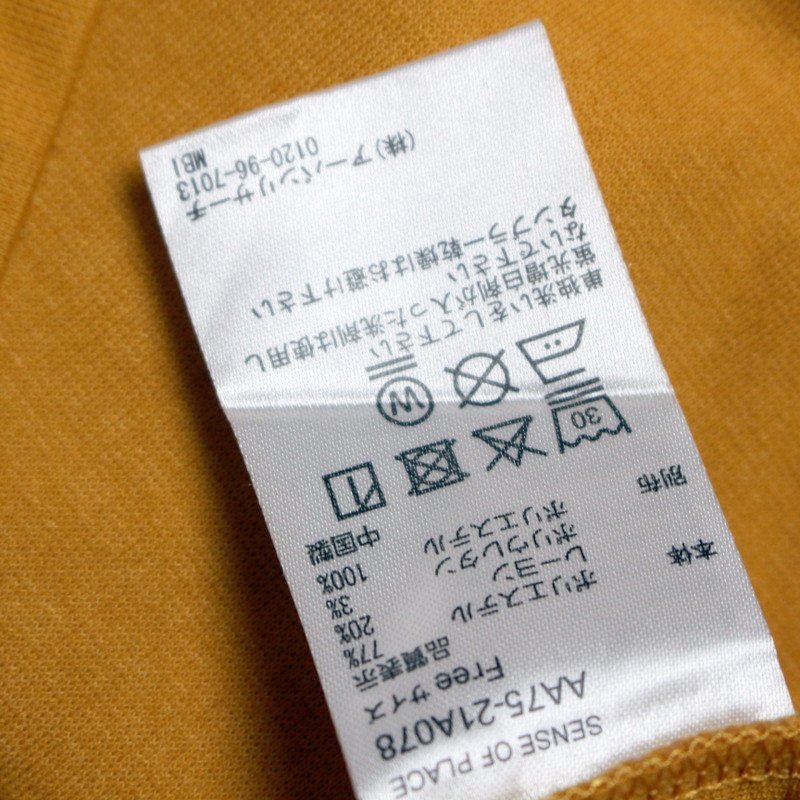 SENSE OF PLACE
AA75-21A078
Free サイズ
品質表示
本体 ポリエステル 77%
レーヨン 20%
ポリウレタン 3%
別布 ポリエステル 100%
中国製
30
W
単独洗いをして下さい
蛍光増白剤が入った洗剤は使用し
ないで下さい
タンブラー乾燥はお避け下さい
(株)アーバンリサーチ
0120-96-7013
MB1